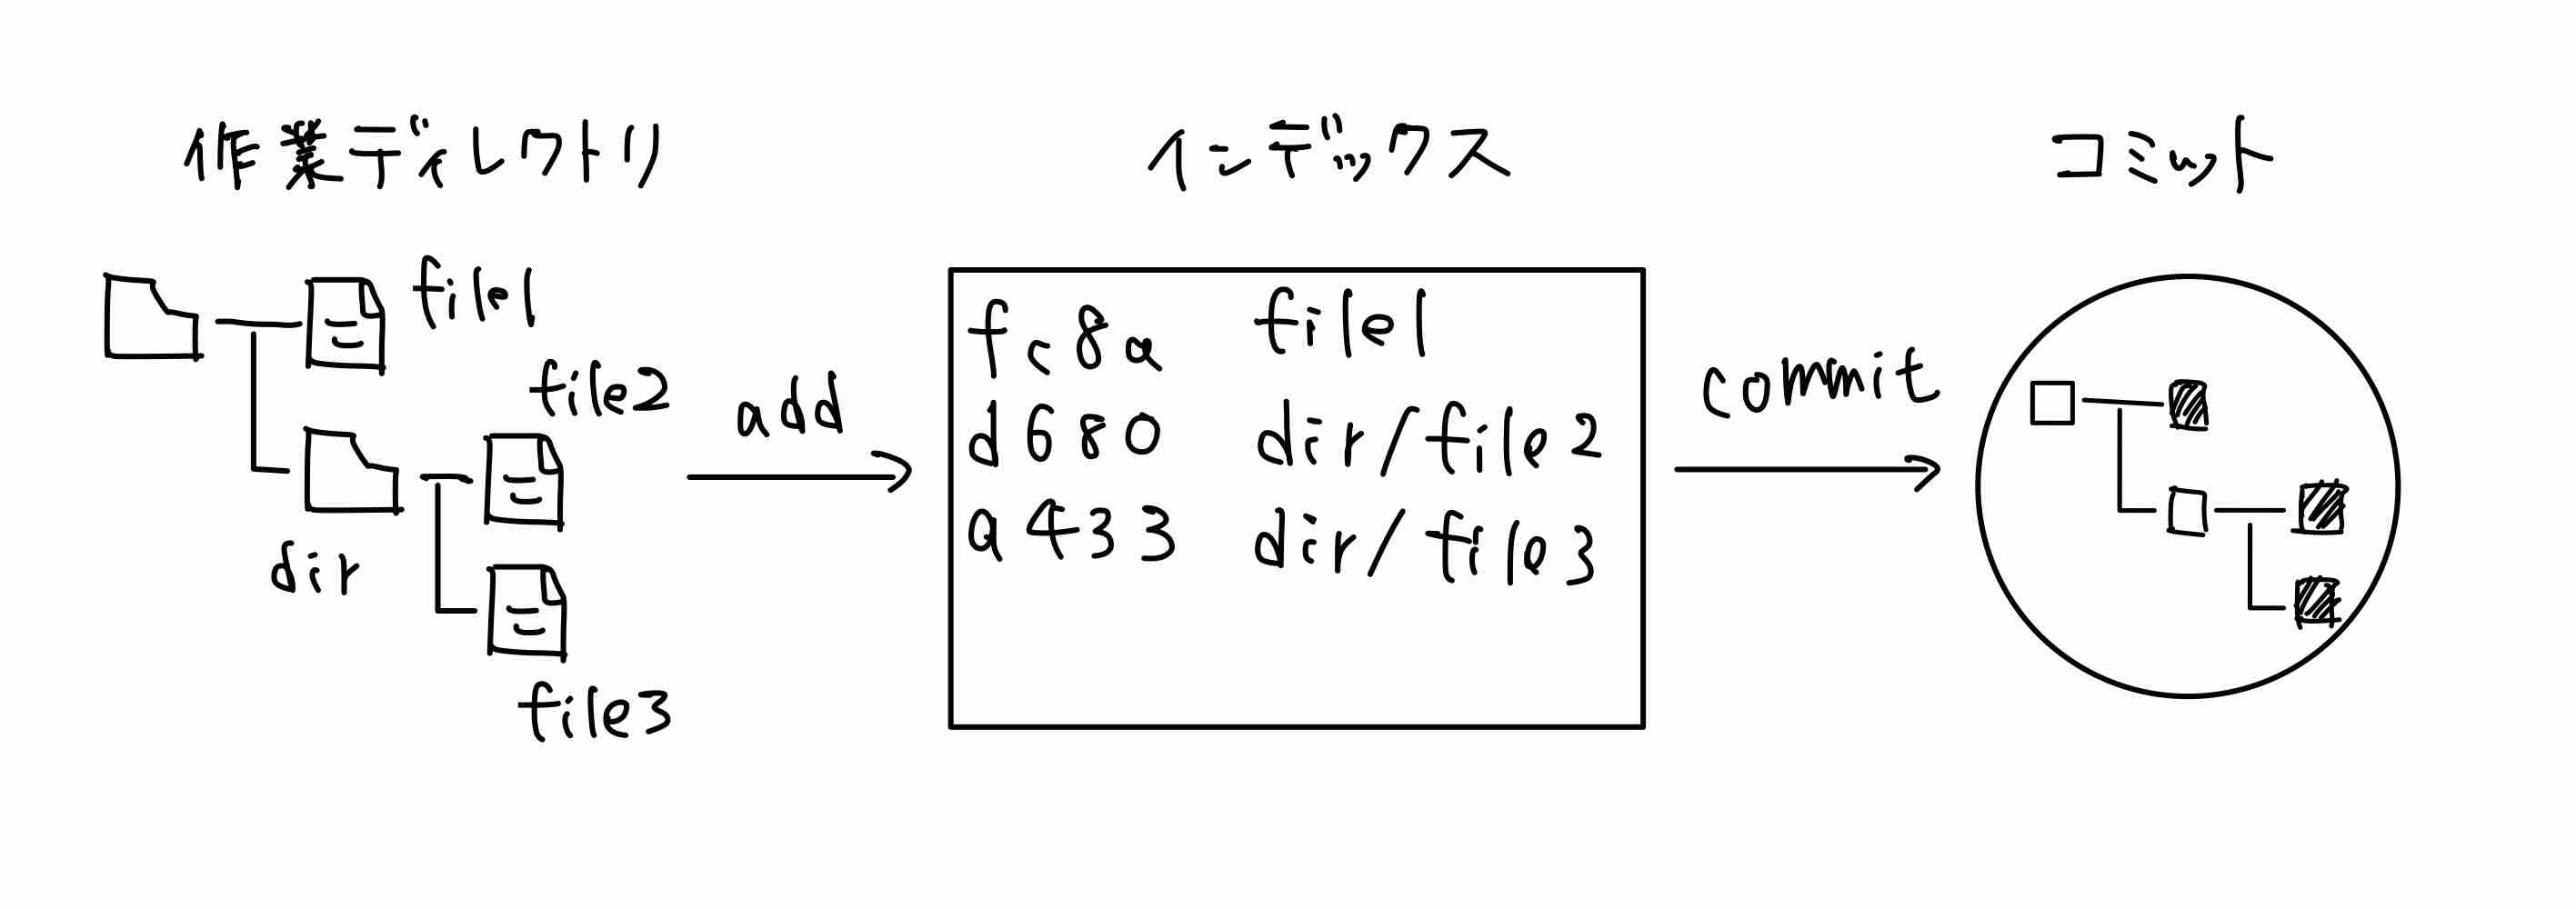 作業ディレクトリ
インデックス
コミット
file1
file2
dir
file3
add
fc8a file1
d680 dir/file2
a433 dir/file3
commit